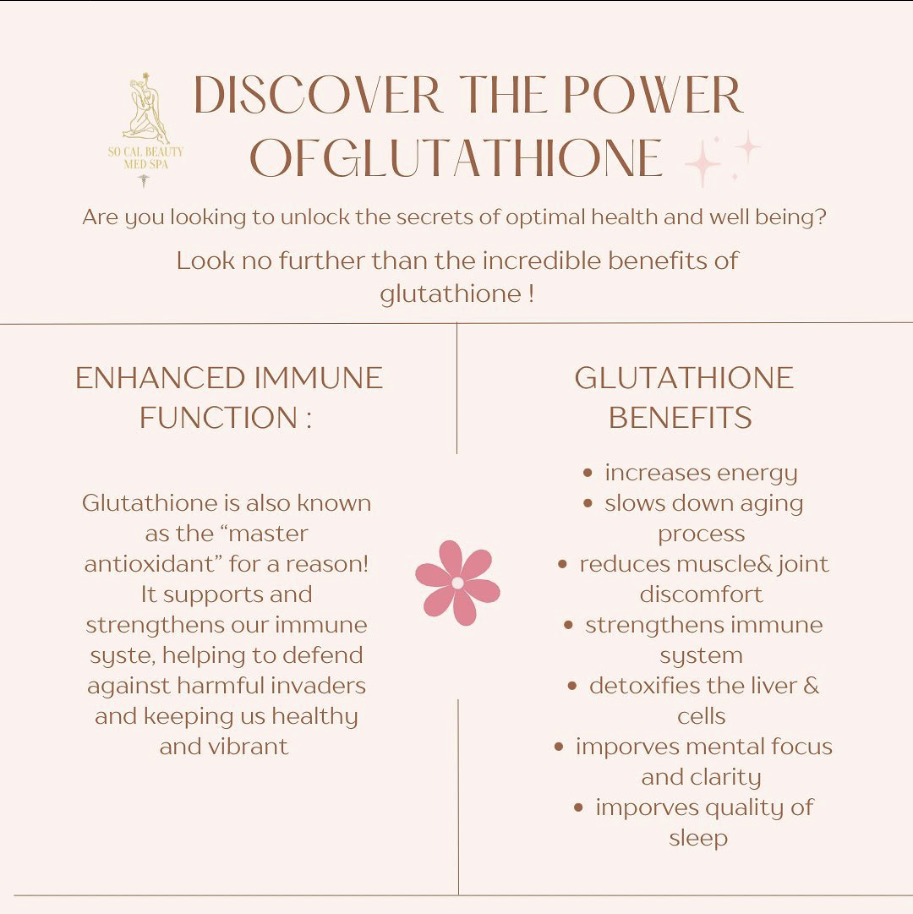 DISCOVER THE POWER
OFGLUTATHIONE
SO CAL BEAUTY
MED SPA
Are you looking to unlock the secrets of optimal health and well being?
Look no further than the incredible benefits of
glutathione !
ENHANCED IMMUNE
FUNCTION :
Glutathione is also known
as the “master
antioxidant” for a reason!
It supports and
strengthens our immune
syste, helping to defend
against harmful invaders
and keeping us healthy
and vibrant
GLUTATHIONE
BENEFITS
• increases energy
• slows down aging
process
• reduces muscle& joint
discomfort
• strengthens immune
system
• detoxifies the liver &
cells
• imporves mental focus
and clarity
• imporves quality of
sleep